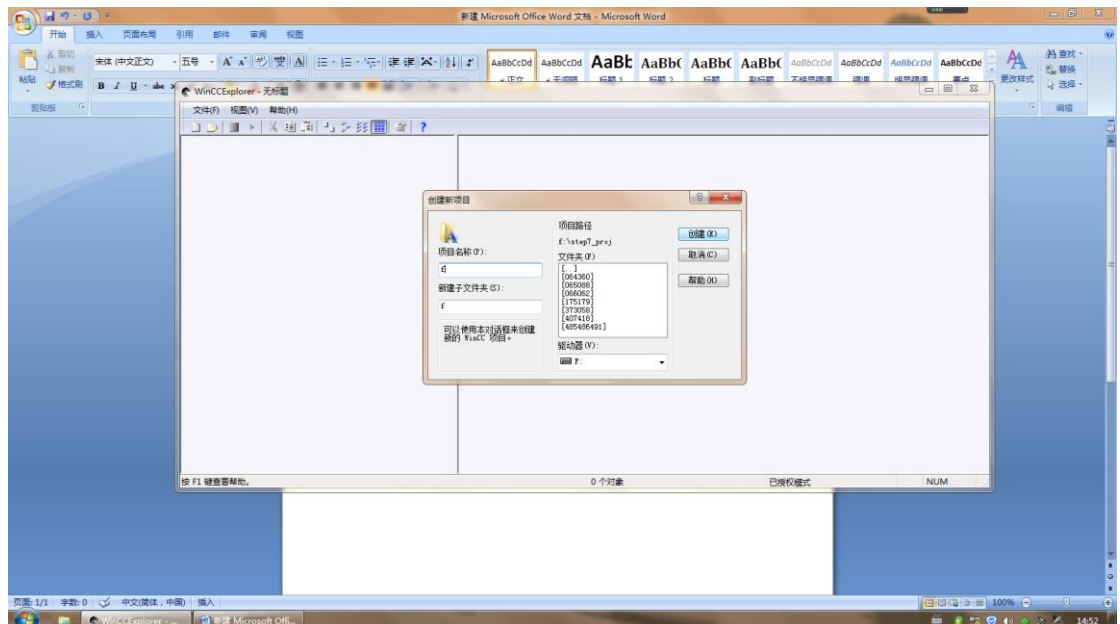 新建 Microsoft Office Word 文档 - Microsoft Word
开始 插入 页面布局 引用 邮件 审阅 视图
剪切
复制
格式刷
粘贴
剪贴板
宋体 (中文正文) 五号
B I U abe
AaBbCcDd AaBbCcDd AaBb AaBb( AaBb( AaBb( AaBbCcDd AaBbCcDd AaBbCcDd AaBbCcDd
更改样式
查找
替换
选择
编辑
WinCCExplorer - 无标题
文件(F) 视图(V) 帮助(H)
创建新项目
项目名称(P):
f
新建子文件夹(S):
f
可以使用本对话框来创建
新的 WinCC 项目。
项目路径
f:\step7_proj
文件夹(F)
[..]
[064360]
[065088]
[066062]
[175179]
[373058]
[407418]
[485486491]
驱动器(V):
F:
创建(R)
取消(C)
帮助(H)
按 F1 键查看帮助。 0 个对象 已授权模式 NUM
页面: 1/1 字数: 0 中文(简体，中国) 插入 100%
WinCCExplorer - ... 新建 Microsoft Offi... 14:52